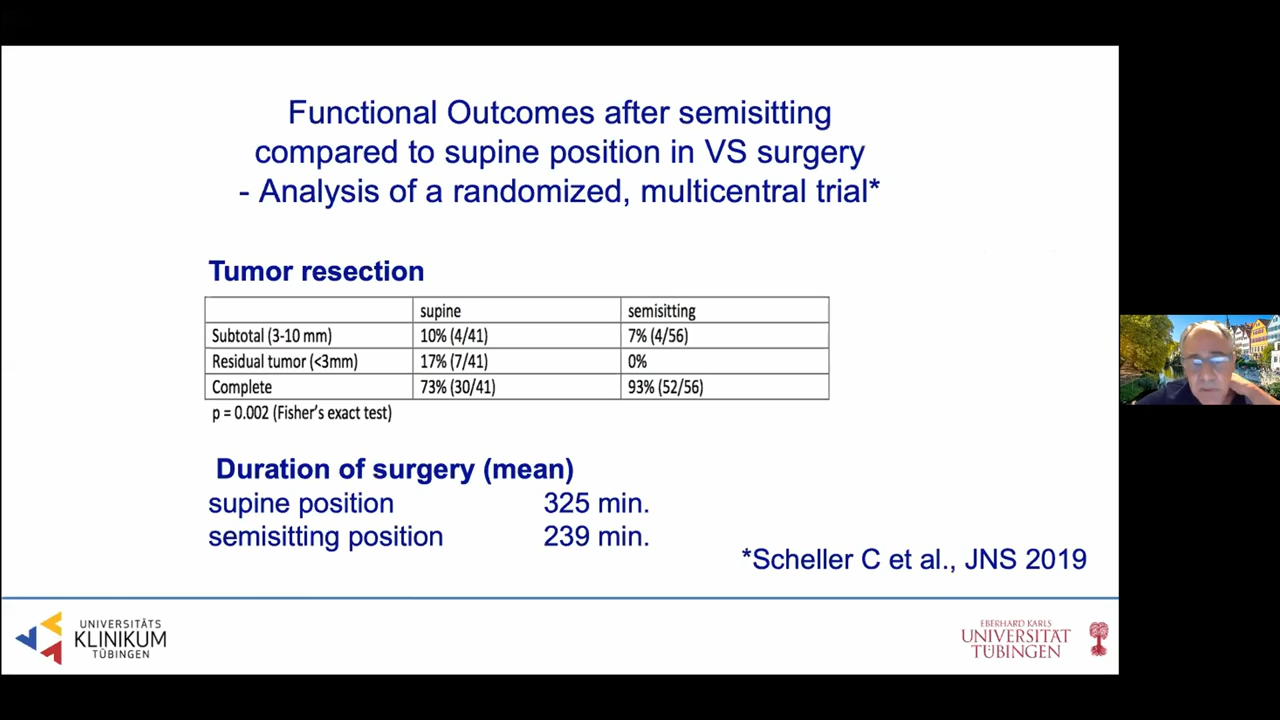 Functional Outcomes after semisitting
compared to supine position in VS surgery
- Analysis of a randomized, multicentral trial*
Tumor resection
supine semisitting
Subtotal (3-10 mm) 10% (4/41) 7% (4/56)
Residual tumor (<3mm) 17% (7/41) 0%
Complete 73% (30/41) 93% (52/56)
p = 0.002 (Fisher's exact test)
Duration of surgery (mean)
supine position 325 min.
semisitting position 239 min.
*Scheller C et al., JNS 2019
UNIVERSITÄTS
KLINIKUM
TÜBINGEN
EBERHARD KARLS
UNIVERSITÄT
TÜBINGEN